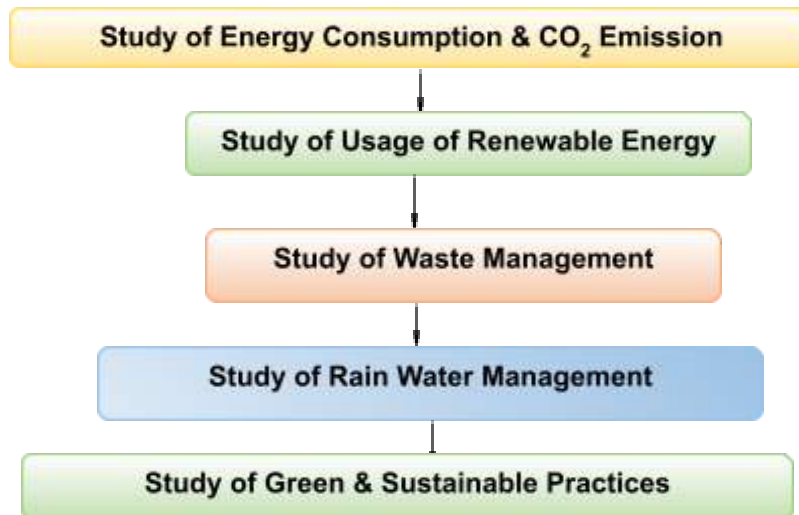 Study of Energy Consumption & CO₂ Emission
Study of Usage of Renewable Energy
Study of Waste Management
Study of Rain Water Management
Study of Green & Sustainable Practices